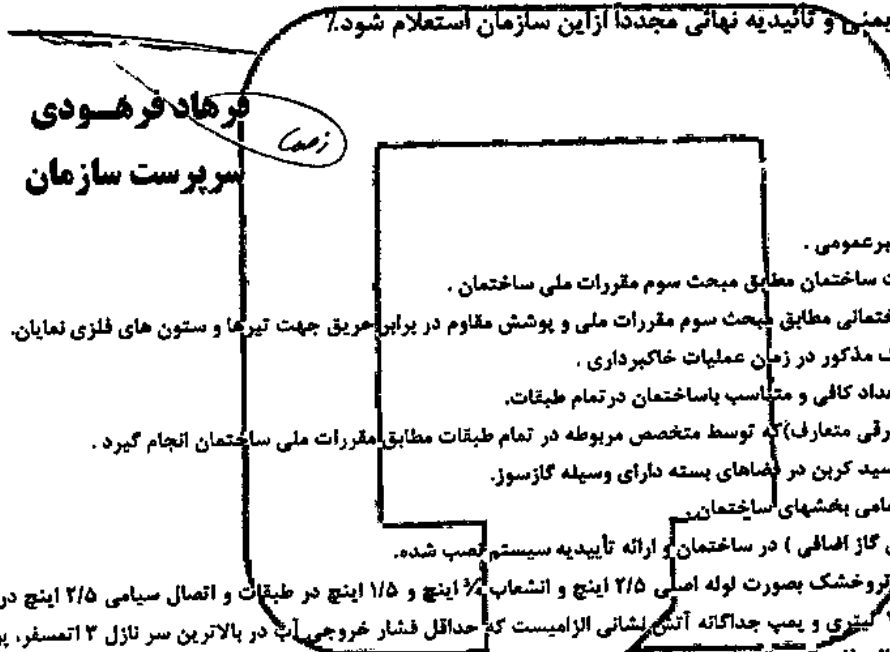 یمنی و تائیدیه نهائی مجدداً ازاین سازمان استعلام شود./
فرهاد فرهودی
سرپرست سازمان
برعمومی .
ت ساختمان مطابق مبحث سوم مقررات ملی ساختمان .
ختمانی مطابق مبحث سوم مقررات ملی و پوشش مقاوم در برابر حریق جهت تیرها و ستون های فلزی نمایان.
ف مذکور در زمان عملیات خاکبرداری .
داد کافی و متناسب باساختمان درتمام طبقات.
رقی متعارف)که توسط متخصص مربوطه در تمام طبقات مطابق مقررات ملی ساختمان انجام گیرد .
سید کربن در فضاهای بسته دارای وسیله گازسوز.
مامی بخشهای ساختمان.
ی گاز اضافی ) در ساختمان و ارائه تأییدیه سیستم نصب شده.
تروخشک بصورت لوله اصلی ۲/۵ اینچ و انشعاب ¾ اینچ و ۱/۵ اینچ در طبقات و اتصال سیامی ۲/۵ اینچ در
لیتری و پمپ جداگانه آتش نشانی الزامیست که حداقل فشار خروجی آب در بالاترین سر نازل ۳ اتمسفر،